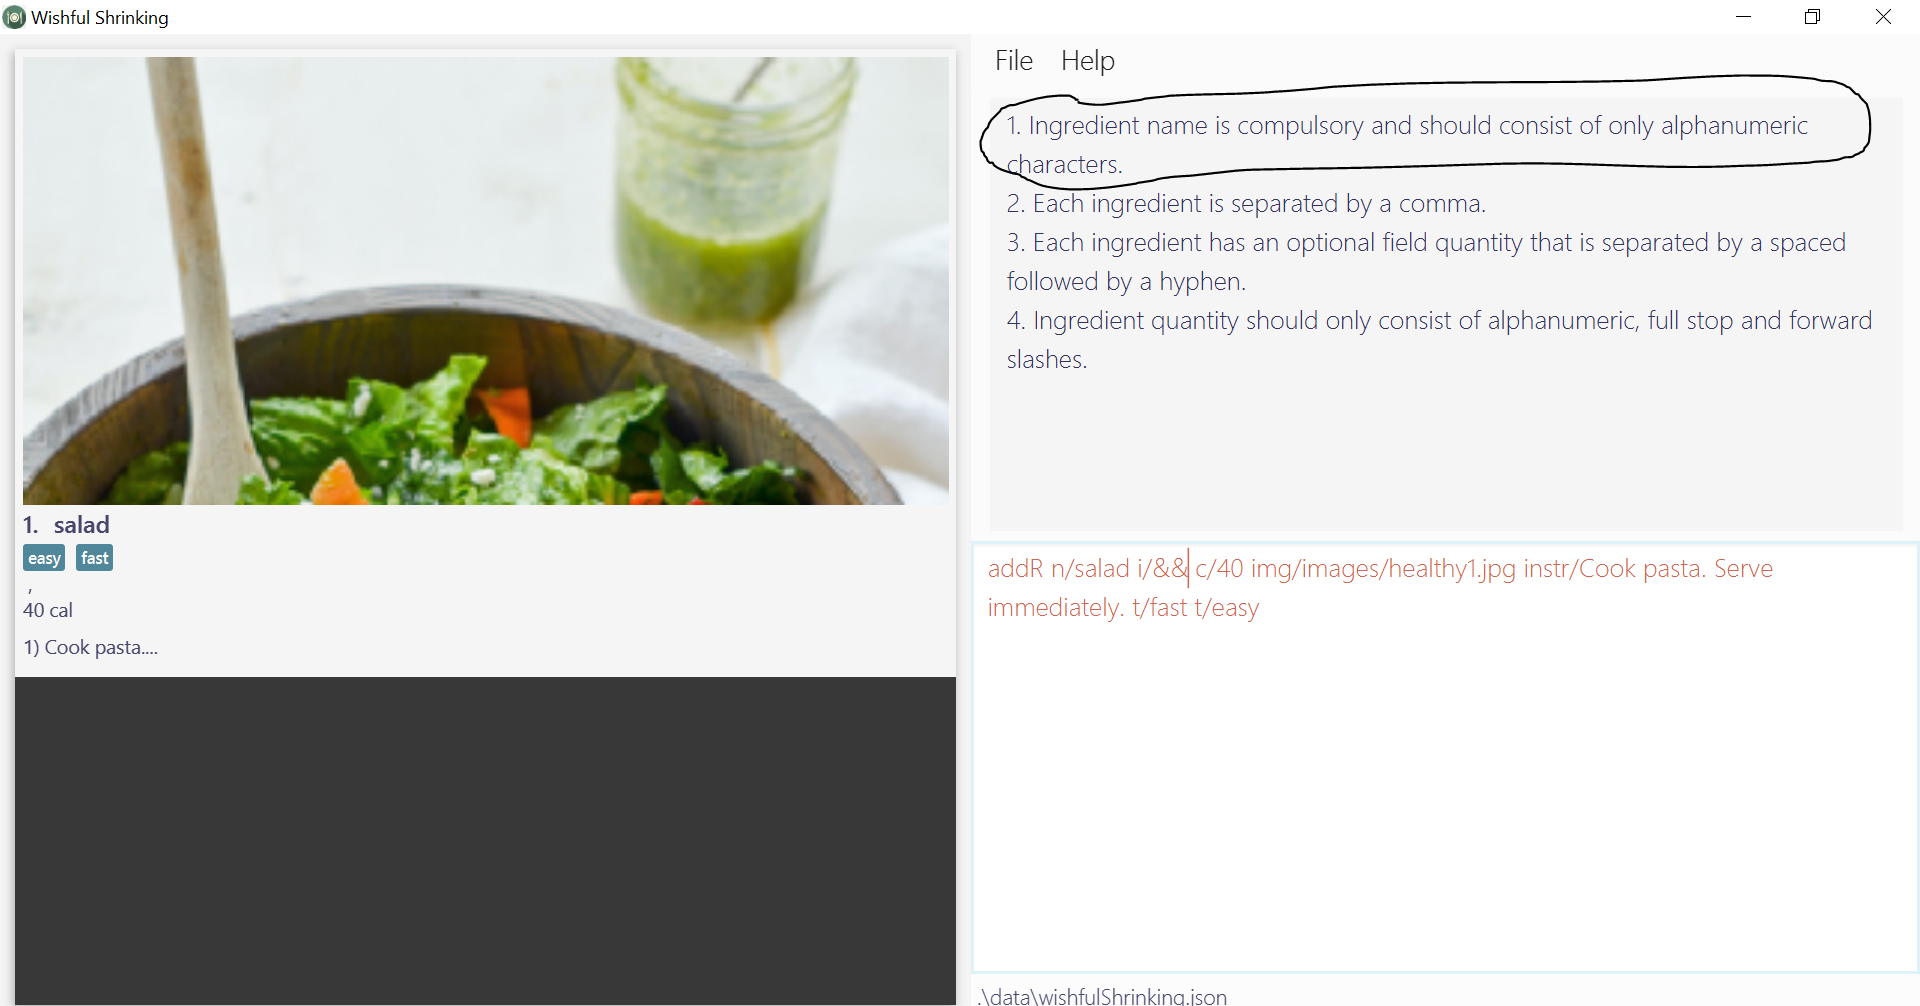 Wishful Shrinking
1. salad
easy fast
,
40 cal
1) Cook pasta....
File Help
1. Ingredient name is compulsory and should consist of only alphanumeric
characters.
2. Each ingredient is separated by a comma.
3. Each ingredient has an optional field quantity that is separated by a spaced
followed by a hyphen.
4. Ingredient quantity should only consist of alphanumeric, full stop and forward
slashes.
addR n/salad i/&& c/40 img/images/healthy1.jpg instr/Cook pasta. Serve
immediately. t/fast t/easy
.\data\wishfulShrinking.json